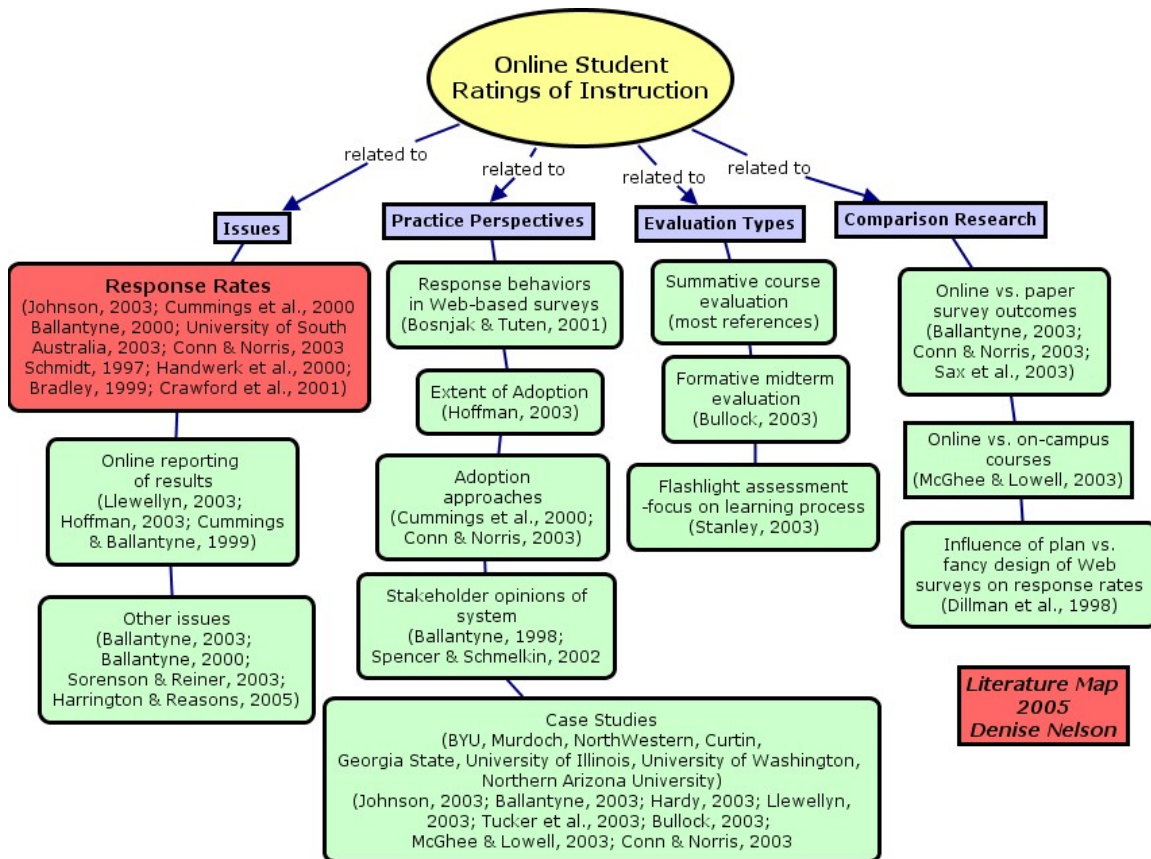 Online Student
Ratings of Instruction
related to
related to
related to
related to
Issues
Response Rates
(Johnson, 2003; Cummings et al., 2000
Ballantyne, 2000; University of South
Australia, 2003; Conn & Norris, 2003
Schmidt, 1997; Handwerk et al., 2000;
Bradley, 1999; Crawford et al., 2001)
Online reporting
of results
(Llewellyn, 2003;
Hoffman, 2003; Cummings
& Ballantyne, 1999)
Other issues
(Ballantyne, 2003;
Ballantyne, 2000;
Sorenson & Reiner, 2003;
Harrington & Reasons, 2005)
Practice Perspectives
Response behaviors
in Web-based surveys
(Bosnjak & Tuten, 2001)
Extent of Adoption
(Hoffman, 2003)
Adoption
approaches
(Cummings et al., 2000;
Conn & Norris, 2003)
Stakeholder opinions of
system
(Ballantyne, 1998;
Spencer & Schmelkin, 2002
Case Studies
(BYU, Murdoch, NorthWestern, Curtin,
Georgia State, University of Illinois, University of Washington,
Northern Arizona University)
(Johnson, 2003; Ballantyne, 2003; Hardy, 2003; Llewellyn,
2003; Tucker et al., 2003; Bullock, 2003;
McGhee & Lowell, 2003; Conn & Norris, 2003
Evaluation Types
Summative course
evaluation
(most references)
Formative midterm
evaluation
(Bullock, 2003)
Flashlight assessment
-focus on learning process
(Stanley, 2003)
Comparison Research
Online vs. paper
survey outcomes
(Ballantyne, 2003;
Conn & Norris, 2003;
Sax et al., 2003)
Online vs. on-campus
courses
(McGhee & Lowell, 2003)
Influence of plan vs.
fancy design of Web
surveys on response rates
(Dillman et al., 1998)
Literature Map
2005
Denise Nelson